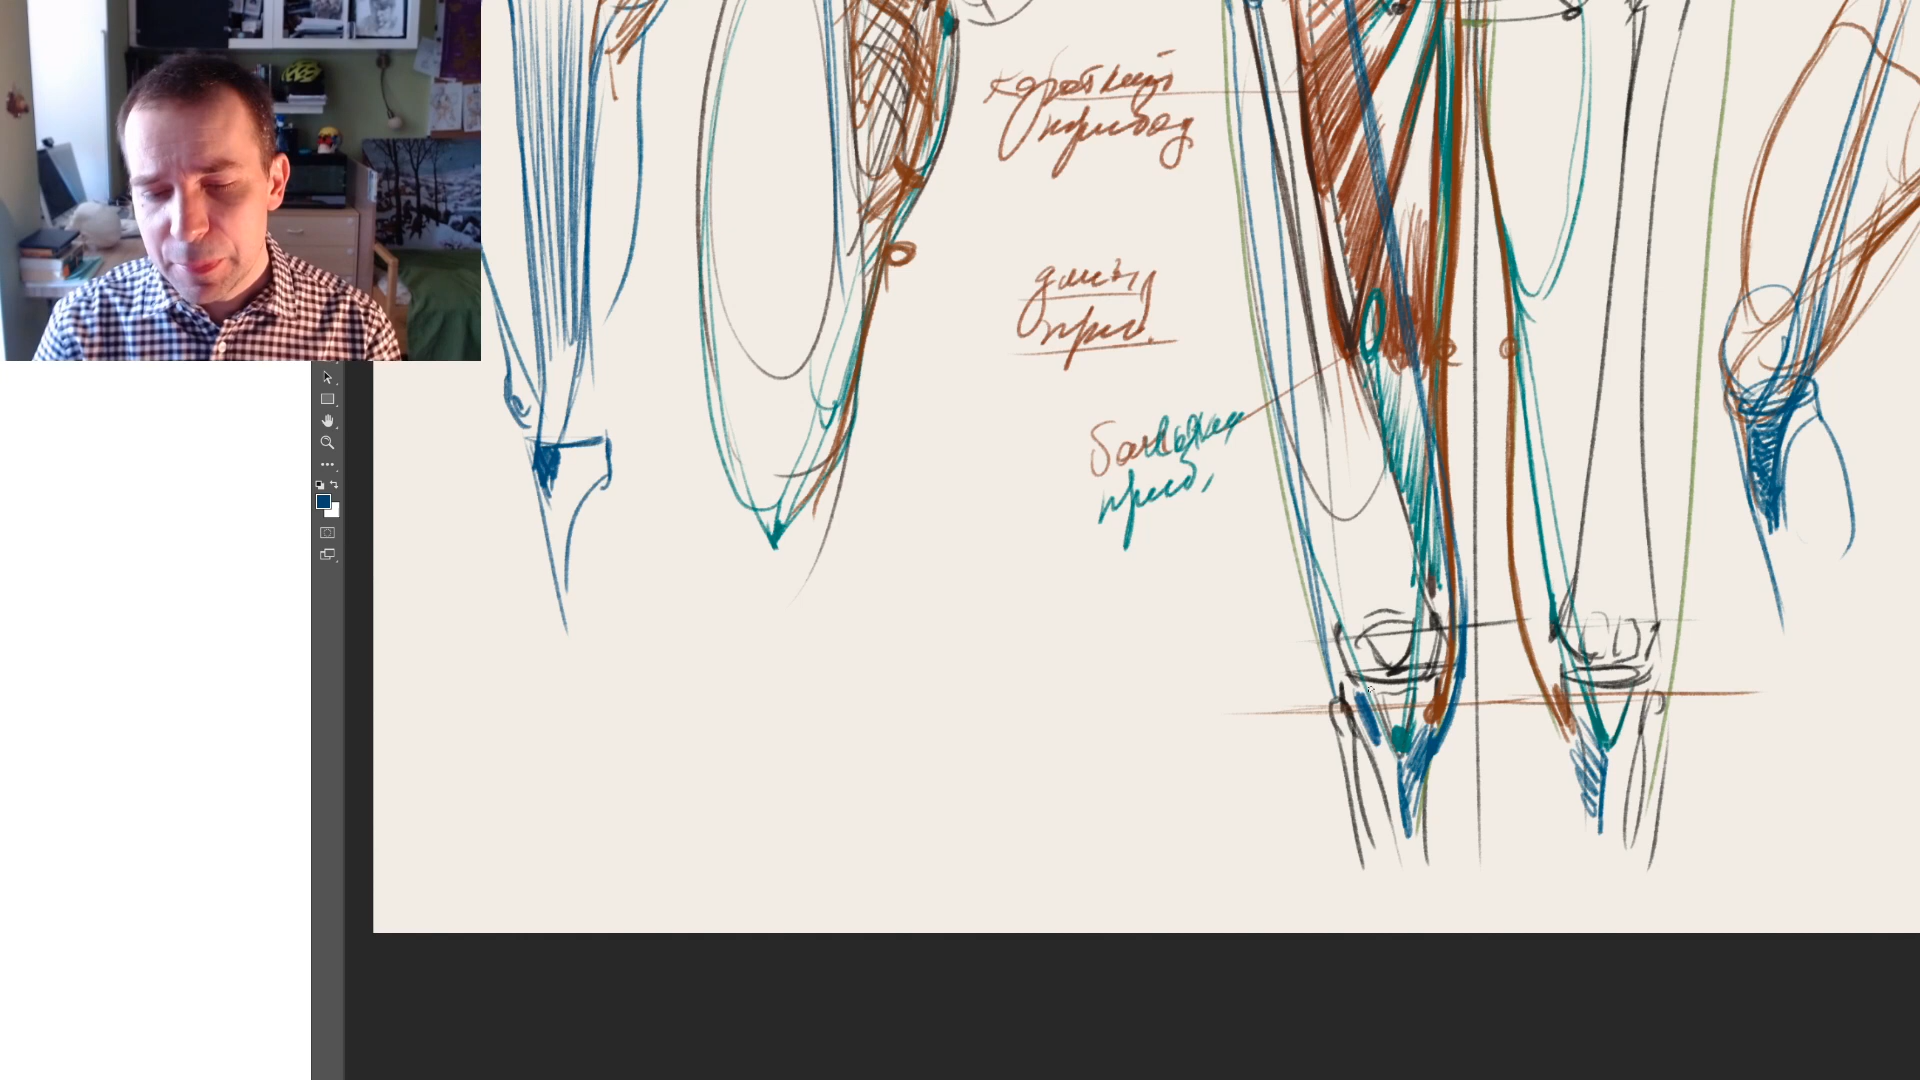 короткий
привод
длин.
прив.
большая
прив.